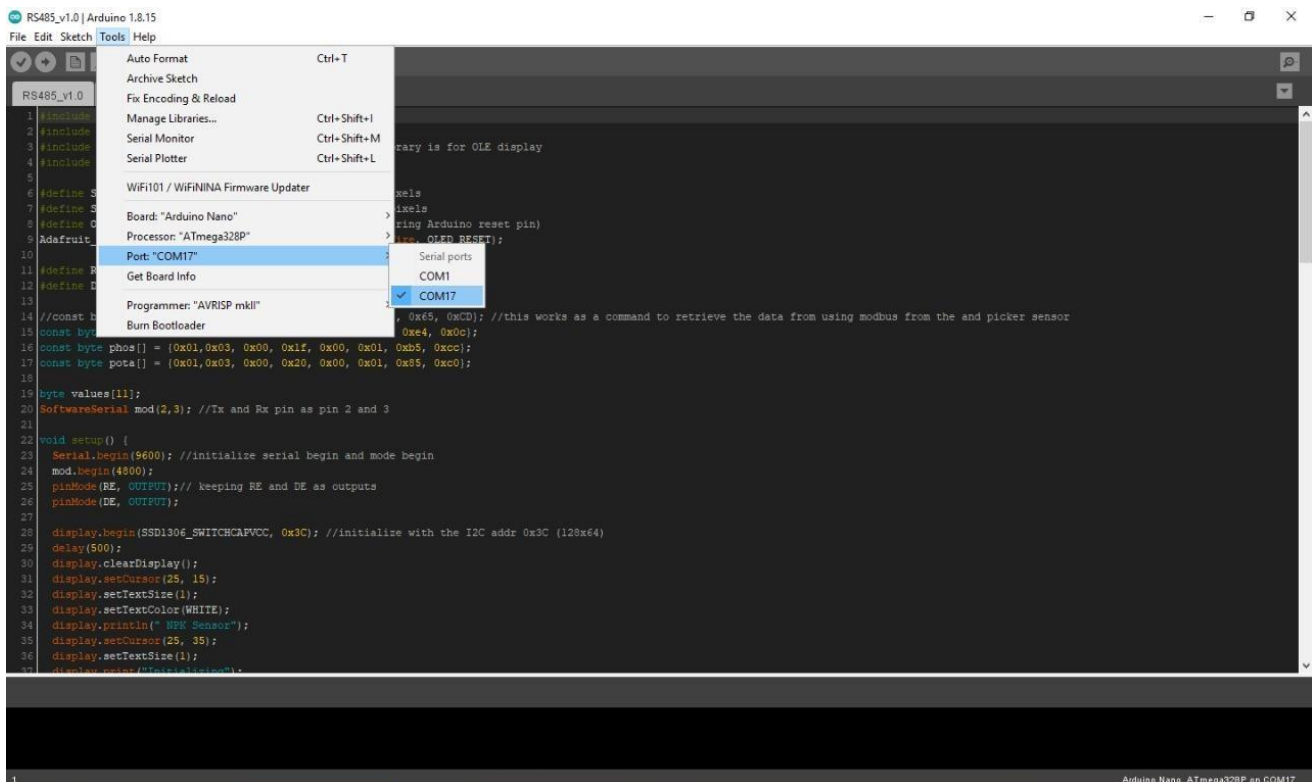 RS485_v1.0 | Arduino 1.8.15
File Edit Sketch Tools Help
Auto Format Ctrl+T
Archive Sketch
Fix Encoding & Reload
Manage Libraries... Ctrl+Shift+I
Serial Monitor Ctrl+Shift+M
Serial Plotter Ctrl+Shift+L
WiFi101 / WiFiNINA Firmware Updater
Board: "Arduino Nano"
Processor: "ATmega328P"
Port: "COM17"
Get Board Info
Programmer: "AVRISP mkII"
Burn Bootloader
Serial ports
COM1
COM17
RS485_v1.0
1 #include
2 #include
3 #include rary is for OLE display
4 #include
5
6 #define S xels
7 #define S ixels
8 #define O ring Arduino reset pin)
9 Adafruit_ ire, OLED_RESET);
10
11 #define R
12 #define D
13
14 //const b , 0x65, 0xCD}; //this works as a command to retrieve the data from using modbus from the and picker sensor
15 const byt 0xe4, 0x0c};
16 const byte phos[] = {0x01,0x03, 0x00, 0x1f, 0x00, 0x01, 0xb5, 0xcc};
17 const byte pota[] = {0x01,0x03, 0x00, 0x20, 0x00, 0x01, 0x85, 0xc0};
18
19 byte values[11];
20 SoftwareSerial mod(2,3); //Tx and Rx pin as pin 2 and 3
21
22 void setup() {
23 Serial.begin(9600); //initialize serial begin and mode begin
24 mod.begin(4800);
25 pinMode(RE, OUTPUT);// keeping RE and DE as outputs
26 pinMode(DE, OUTPUT);
27
28 display.begin(SSD1306_SWITCHCAPVCC, 0x3C); //initialize with the I2C addr 0x3C (128x64)
29 delay(500);
30 display.clearDisplay();
31 display.setCursor(25, 15);
32 display.setTextSize(1);
33 display.setTextColor(WHITE);
34 display.println(" NPK Sensor");
35 display.setCursor(25, 35);
36 display.setTextSize(1);
37 display.print("Initializing");
1 Arduino Nano, ATmega328P on COM17